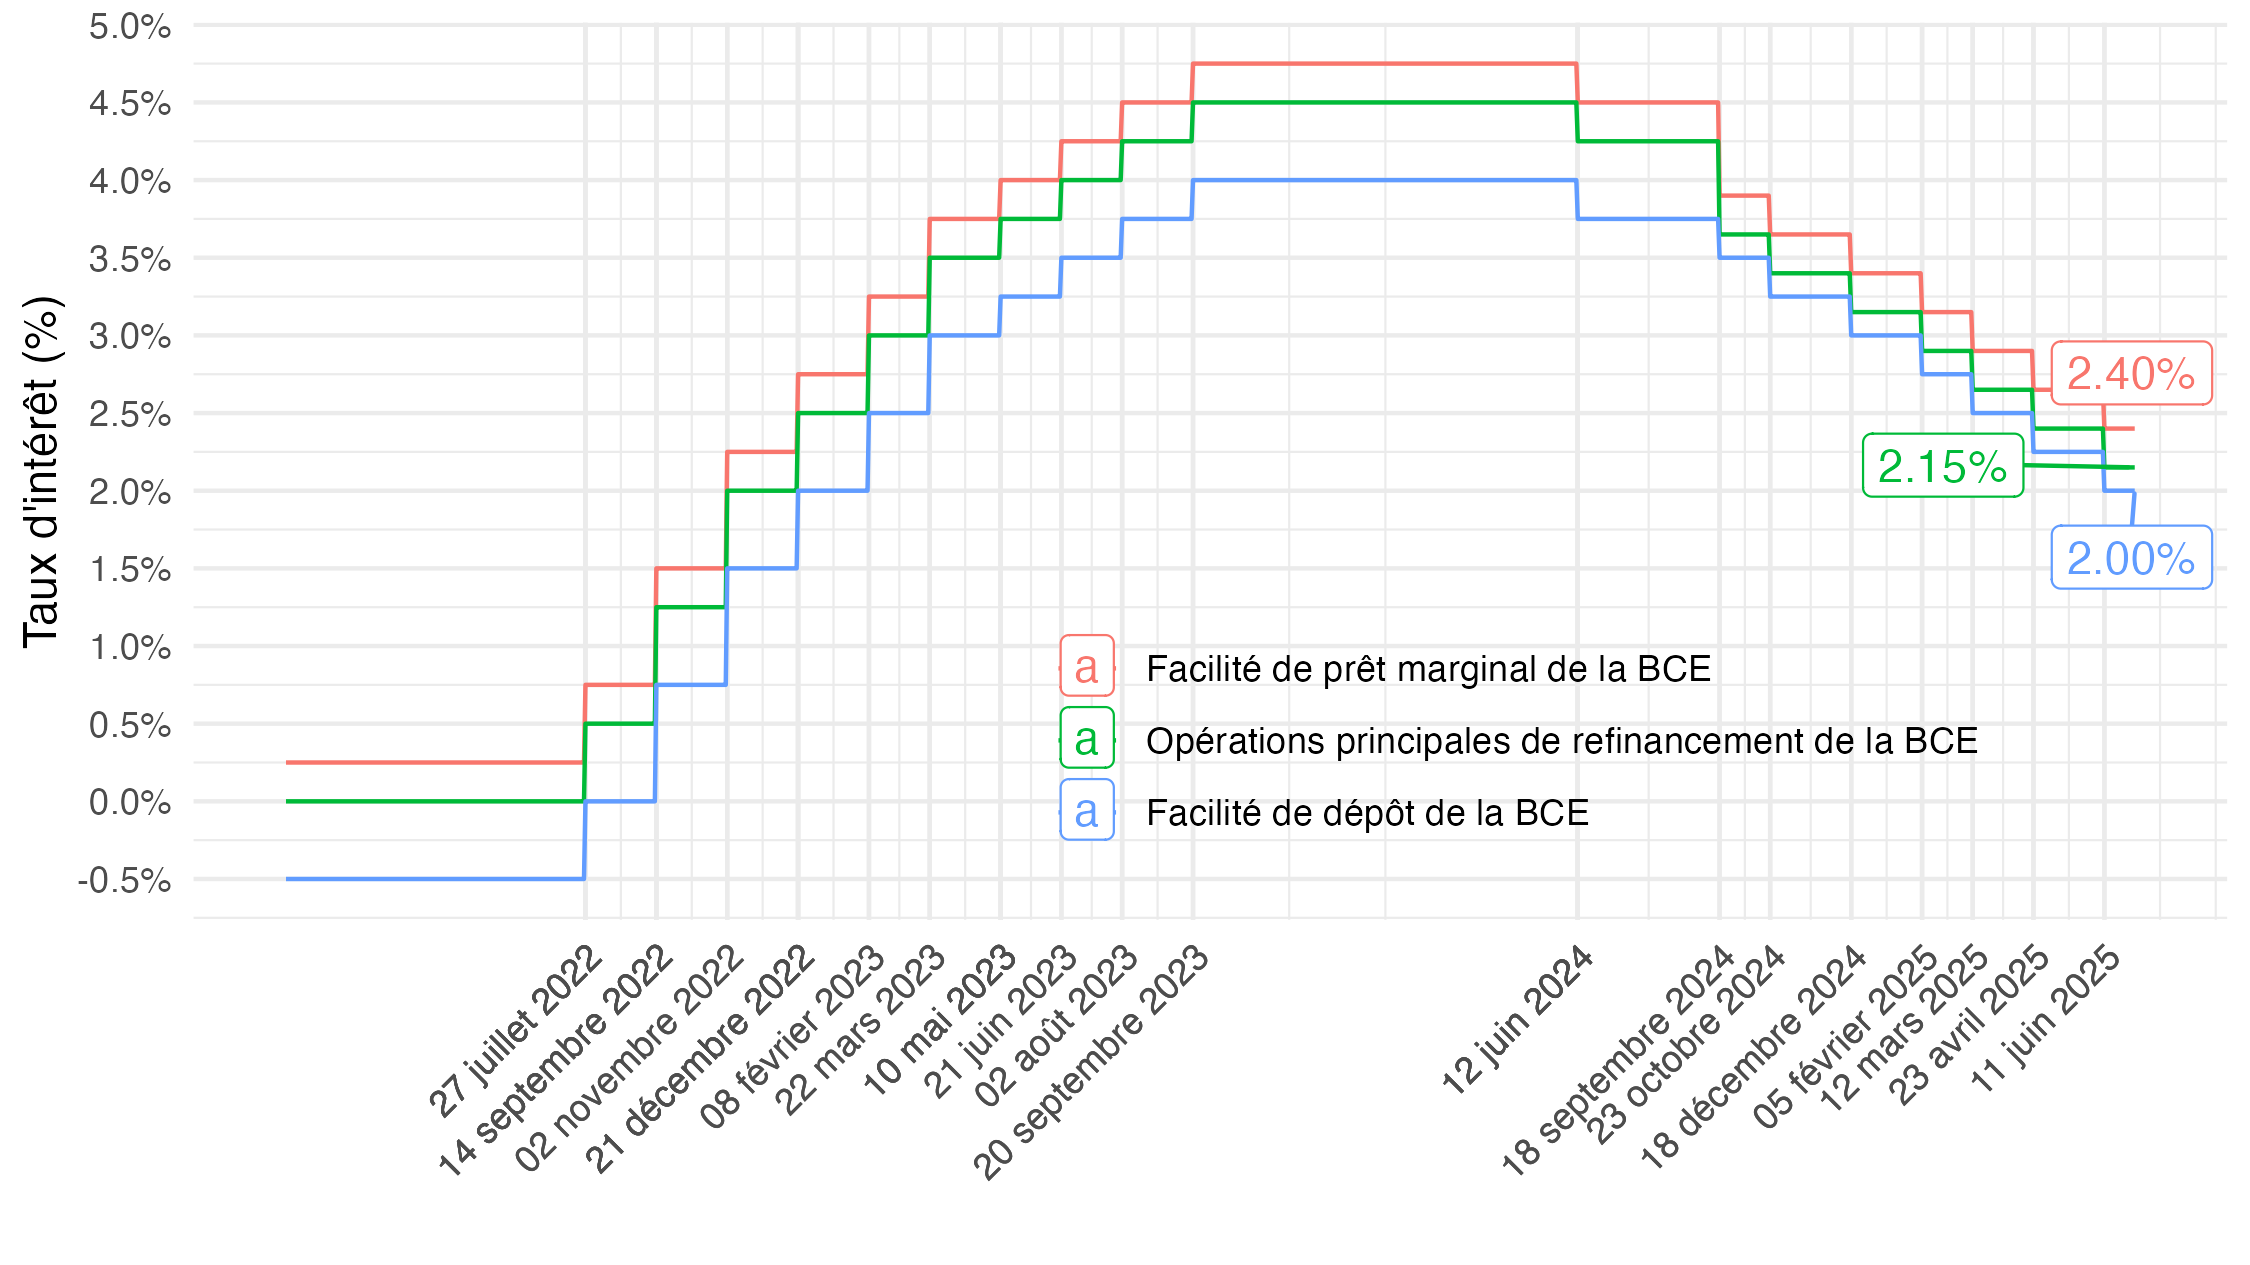 5.0%
4.5%
4.0%
3.5%
3.0%
2.5%
2.0%
1.5%
1.0%
0.5%
0.0%
-0.5%
Taux d'intérêt (%)
2.40%
2.15%
2.00%
a Facilité de prêt marginal de la BCE
a Opérations principales de refinancement de la BCE
a Facilité de dépôt de la BCE
27 juillet 2022
14 septembre 2022
02 novembre 2022
21 décembre 2022
08 février 2023
22 mars 2023
10 mai 2023
21 juin 2023
02 août 2023
20 septembre 2023
12 juin 2024
18 septembre 2024
23 octobre 2024
18 décembre 2024
05 février 2025
12 mars 2025
23 avril 2025
11 juin 2025